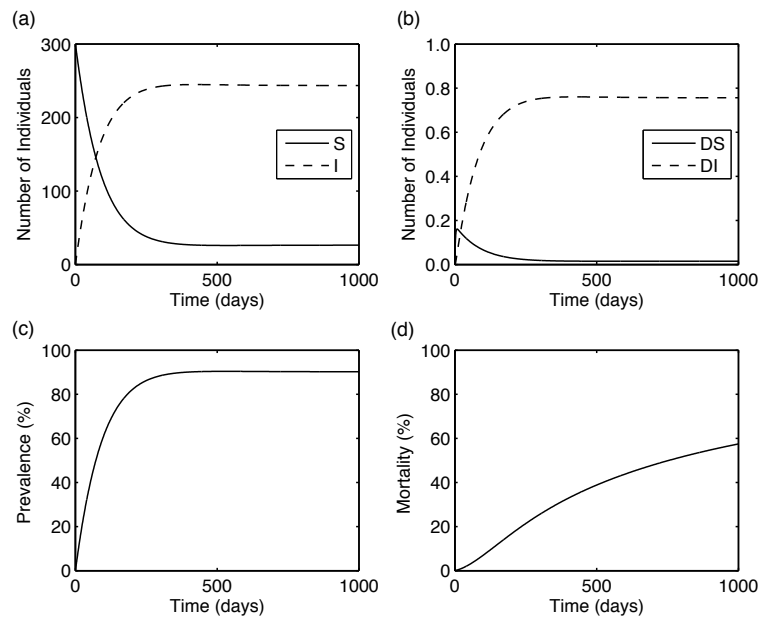 (a)
300
200
100
0
Number of Individuals
S
I
0
500
1000
Time (days)
(b)
1.0
0.8
0.6
0.4
0.2
0.0
Number of Individuals
DS
DI
0
500
1000
Time (days)
(c)
100
80
60
40
20
0
Prevalence (%)
0
500
1000
Time (days)
(d)
100
80
60
40
20
0
Mortality (%)
0
500
1000
Time (days)